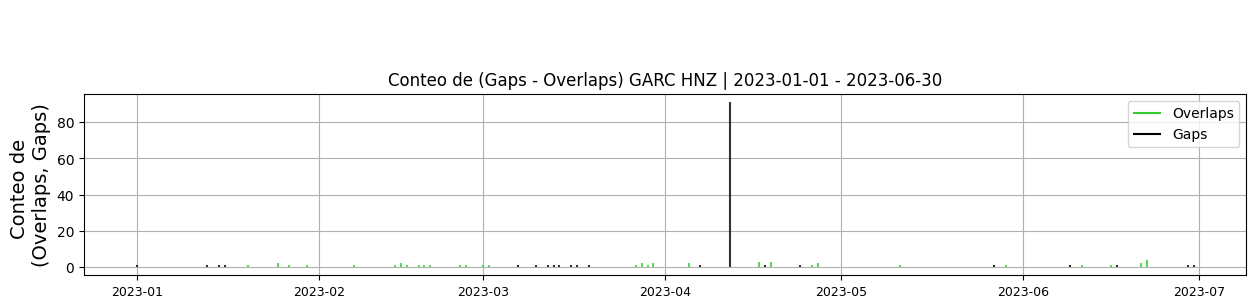 Conteo de (Gaps - Overlaps) GARC HNZ | 2023-01-01 - 2023-06-30
Conteo de
(Overlaps, Gaps)
80
60
40
20
0
Overlaps
Gaps
2023-01 2023-02 2023-03 2023-04 2023-05 2023-06 2023-07